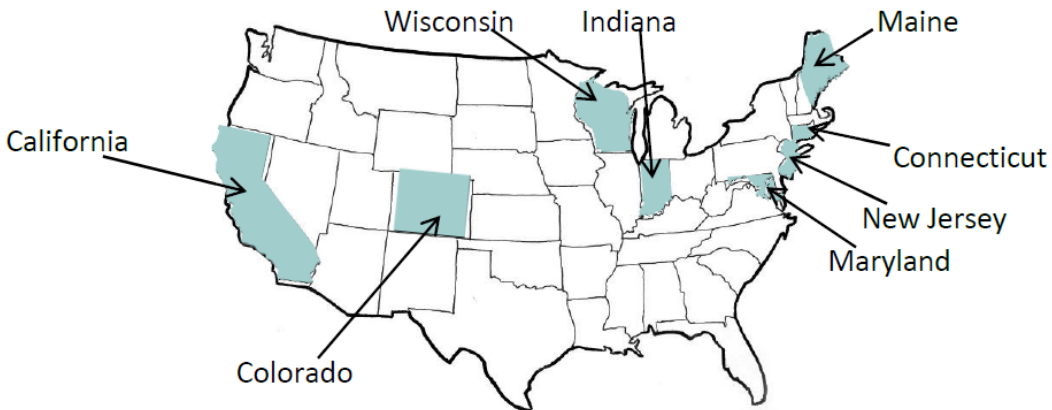 Wisconsin
Indiana
Maine
California
Connecticut
New Jersey
Maryland
Colorado